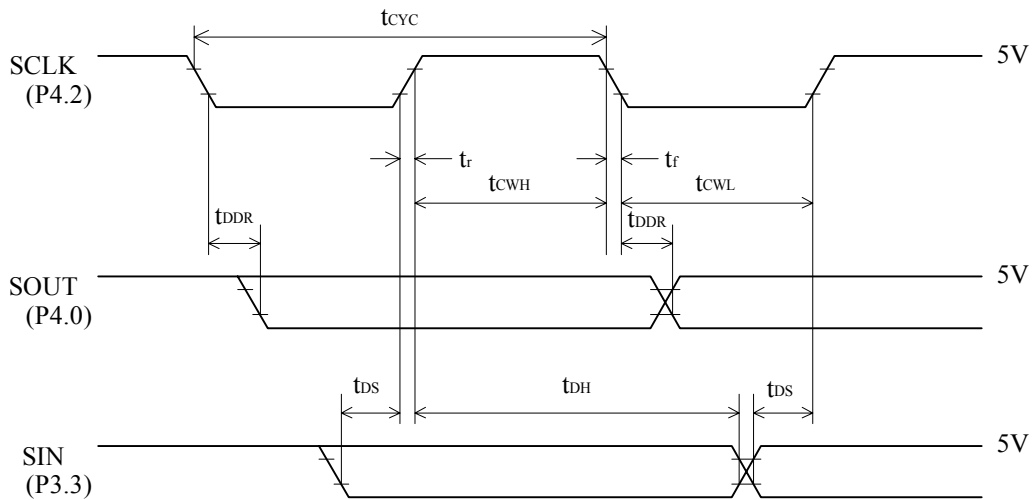 tCYC
SCLK
(P4.2)
5V
tr
tf
tCWH
tCWL
tDDR
tDDR
SOUT
(P4.0)
5V
tDS
tDH
tDS
SIN
(P3.3)
5V